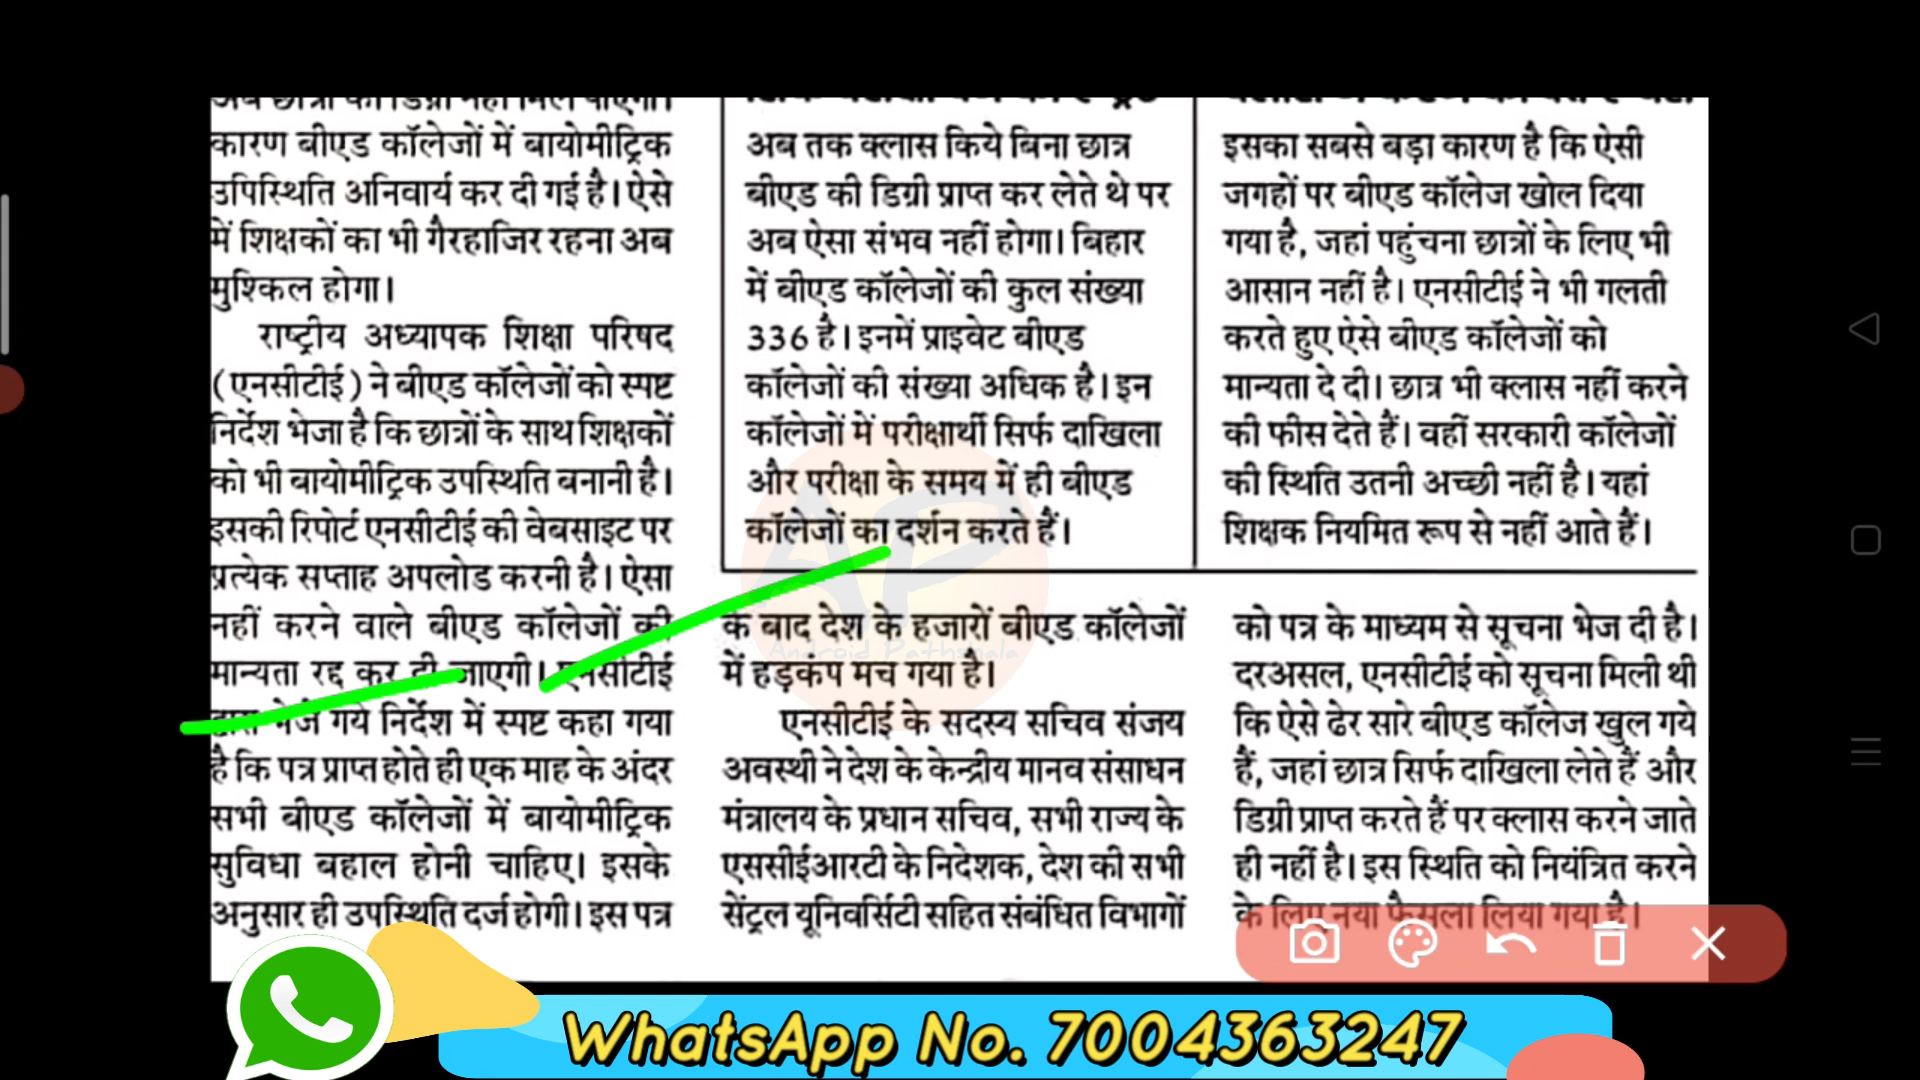 कारण बीएड कॉलेजों में बायोमीट्रिक
उपिस्थिति अनिवार्य कर दी गई है। ऐसे
में शिक्षकों का भी गैरहाजिर रहना अब
मुश्किल होगा।
राष्ट्रीय अध्यापक शिक्षा परिषद
(एनसीटीई) ने बीएड कॉलेजों को स्पष्ट
निर्देश भेजा है कि छात्रों के साथ शिक्षकों
को भी बायोमीट्रिक उपस्थिति बनानी है।
इसकी रिपोर्ट एनसीटीई की वेबसाइट पर
प्रत्येक सप्ताह अपलोड करनी है। ऐसा
नहीं करने वाले बीएड कॉलेजों की
मान्यता रद्द कर दी जाएगी। एनसीटीई
द्वारा भेजे गये निर्देश में स्पष्ट कहा गया
है कि पत्र प्राप्त होते ही एक माह के अंदर
सभी बीएड कॉलेजों में बायोमीट्रिक
सुविधा बहाल होनी चाहिए। इसके
अनुसार ही उपस्थिति दर्ज होगी। इस पत्र
अब तक क्लास किये बिना छात्र
बीएड की डिग्री प्राप्त कर लेते थे पर
अब ऐसा संभव नहीं होगा। बिहार
में बीएड कॉलेजों की कुल संख्या
336 है। इनमें प्राइवेट बीएड
कॉलेजों की संख्या अधिक है। इन
कॉलेजों में परीक्षार्थी सिर्फ दाखिला
और परीक्षा के समय में ही बीएड
कॉलेजों का दर्शन करते हैं।
इसका सबसे बड़ा कारण है कि ऐसी
जगहों पर बीएड कॉलेज खोल दिया
गया है, जहां पहुंचना छात्रों के लिए भी
आसान नहीं है। एनसीटीई ने भी गलती
करते हुए ऐसे बीएड कॉलेजों को
मान्यता दे दी। छात्र भी क्लास नहीं करने
की फीस देते हैं। वहीं सरकारी कॉलेजों
की स्थिति उतनी अच्छी नहीं है। यहां
शिक्षक नियमित रूप से नहीं आते हैं।
के बाद देश के हजारों बीएड कॉलेजों
में हड़कंप मच गया है।
एनसीटीई के सदस्य सचिव संजय
अवस्थी ने देश के केन्द्रीय मानव संसाधन
मंत्रालय के प्रधान सचिव, सभी राज्य के
एससीईआरटी के निदेशक, देश की सभी
सेंट्रल यूनिवर्सिटी सहित संबंधित विभागों
को पत्र के माध्यम से सूचना भेज दी है।
दरअसल, एनसीटीई को सूचना मिली थी
कि ऐसे ढेर सारे बीएड कॉलेज खुल गये
हैं, जहां छात्र सिर्फ दाखिला लेते हैं और
डिग्री प्राप्त करते हैं पर क्लास करने जाते
ही नहीं है। इस स्थिति को नियंत्रित करने
के लिए नया फैसला लिया गया है।
AP
Android Pathshala
WhatsApp No. 7004363247